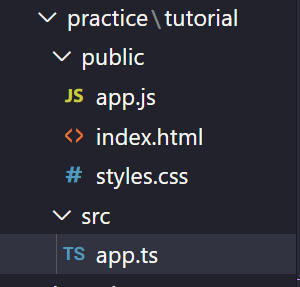 practice\tutorial
public
JS app.js
<> index.html
# styles.css
src
TS app.ts